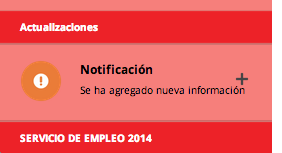 Actualizaciones
Notificación
Se ha agregado nueva información
SERVICIO DE EMPLEO 2014